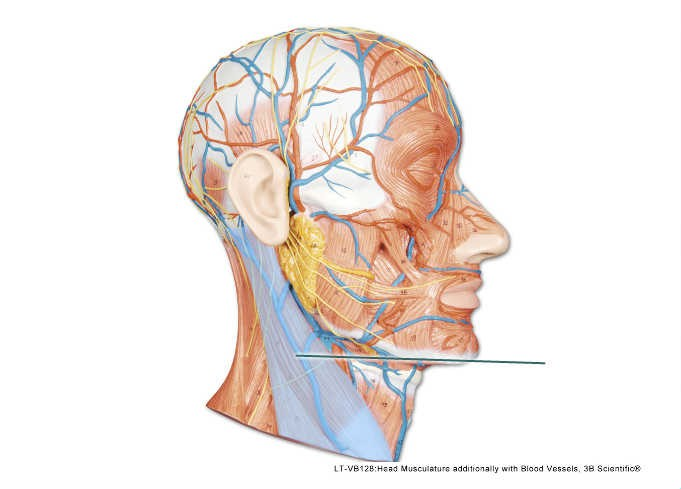 LT-VB128:Head Musculature additionally with Blood Vessels, 3B Scientific®